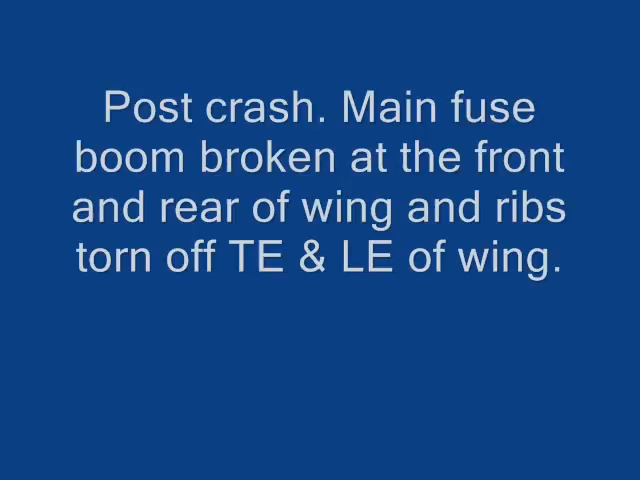 Post crash. Main fuse
boom broken at the front
and rear of wing and ribs
torn off TE & LE of wing.